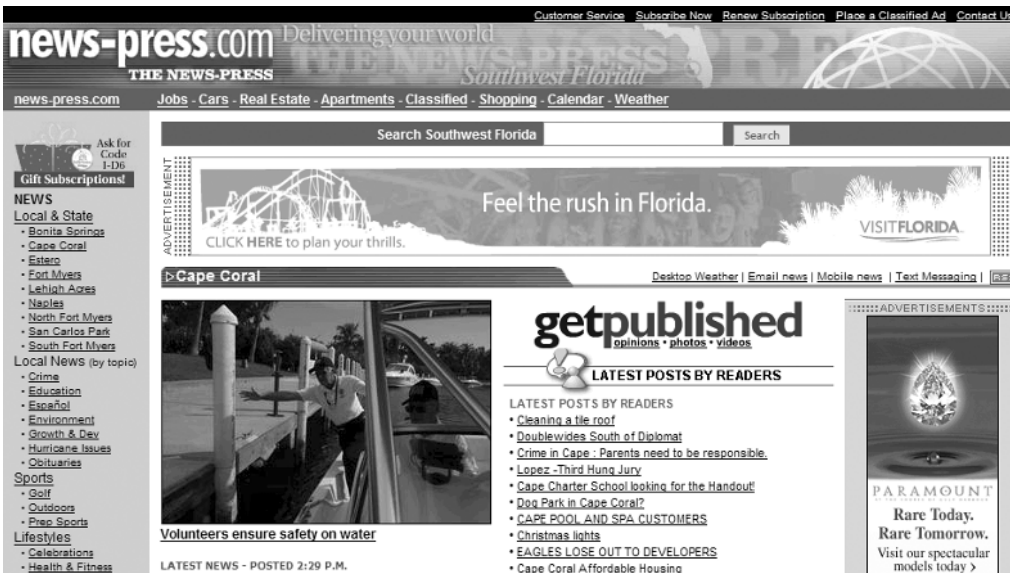 Customer Service Subscribe Now Renew Subscription Place a Classified Ad Contact Us
news-press.com Delivering your world
THE NEWS-PRESS
THE NEWS-PRESS Southwest Florida
news-press.com Jobs - Cars - Real Estate - Apartments - Classified - Shopping - Calendar - Weather
Search Southwest Florida Search
Ask for
Code
I-D6
Gift Subscriptions!
NEWS
Local & State
• Bonita Springs
• Cape Coral
• Estero
• Fort Myers
• Lehigh Acres
• Naples
• North Fort Myers
• San Carlos Park
• South Fort Myers
Local News (by topic)
• Crime
• Education
• Español
• Environment
• Growth & Dev
• Hurricane Issues
• Obituaries
Sports
• Golf
• Outdoors
• Prep Sports
Lifestyles
• Celebrations
• Health & Fitness
ADVERTISEMENT
Feel the rush in Florida.
CLICK HERE to plan your thrills.
VISITFLORIDA.
Cape Coral
Desktop Weather | Email news | Mobile news | Text Messaging |
Volunteers ensure safety on water
LATEST NEWS - POSTED 2:29 P.M.
getpublished
opinions • photos • videos
LATEST POSTS BY READERS
LATEST POSTS BY READERS
• Cleaning a tile roof
• Doublewides South of Diplomat
• Crime in Cape : Parents need to be responsible.
• Lopez -Third Hung Jury
• Cape Charter School looking for the Handout!
• Dog Park in Cape Coral?
• CAPE POOL AND SPA CUSTOMERS
• Christmas lights
• EAGLES LOSE OUT TO DEVELOPERS
• Cape Coral Affordable Housing
ADVERTISEMENTS
PARAMOUNT
Rare Today.
Rare Tomorrow.
Visit our spectacular
models today >